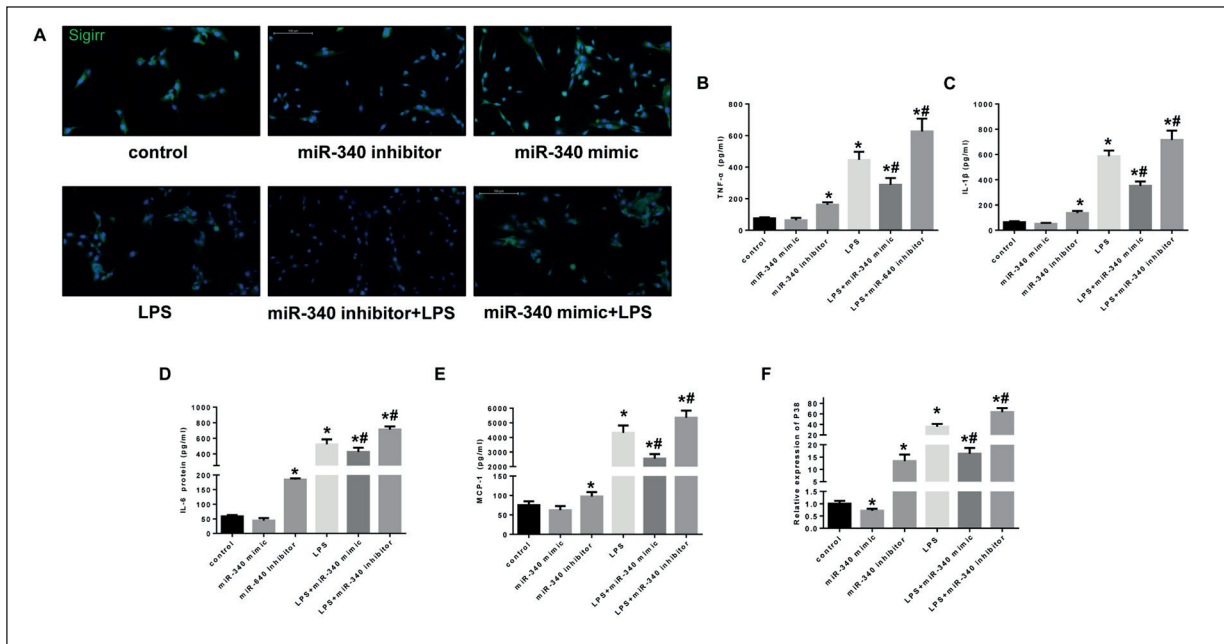 A
Sigirr
100 μm
control
miR-340 inhibitor
miR-340 mimic
LPS
miR-340 inhibitor+LPS
miR-340 mimic+LPS
B
TNF-α (pg/ml)
800
600
400
200
0
*
*
*#
*#
control
miR-340 mimic
miR-340 inhibitor
LPS
LPS+miR-340 mimic
LPS+miR-640 inhibitor
C
IL-1β (pg/ml)
1000
800
600
400
200
0
*
*
*#
*#
control
miR-340 mimic
miR-340 inhibitor
LPS
LPS+miR-340 mimic
LPS+miR-340 inhibitor
D
IL-6 protein (pg/ml)
1000
800
600
400
200
150
100
50
0
*
*
*#
*#
control
miR-340 mimic
miR-640 inhibitor
LPS
LPS+miR-340 mimic
LPS+miR-340 inhibitor
E
MCP-1 (pg/ml)
6000
5000
4000
3000
2000
200
150
100
50
0
*
*
*#
*#
control
miR-340 mimic
miR-340 inhibitor
LPS
LPS+miR-340 mimic
LPS+miR-340 inhibitor
F
Relative expression of P38
80
60
40
20
15
10
5
1.5
1.0
0.5
0.0
*
*
*
*#
*#
control
miR-340 mimic
miR-340 inhibitor
LPS
LPS+miR-340 mimic
LPS+miR-340 inhibitor